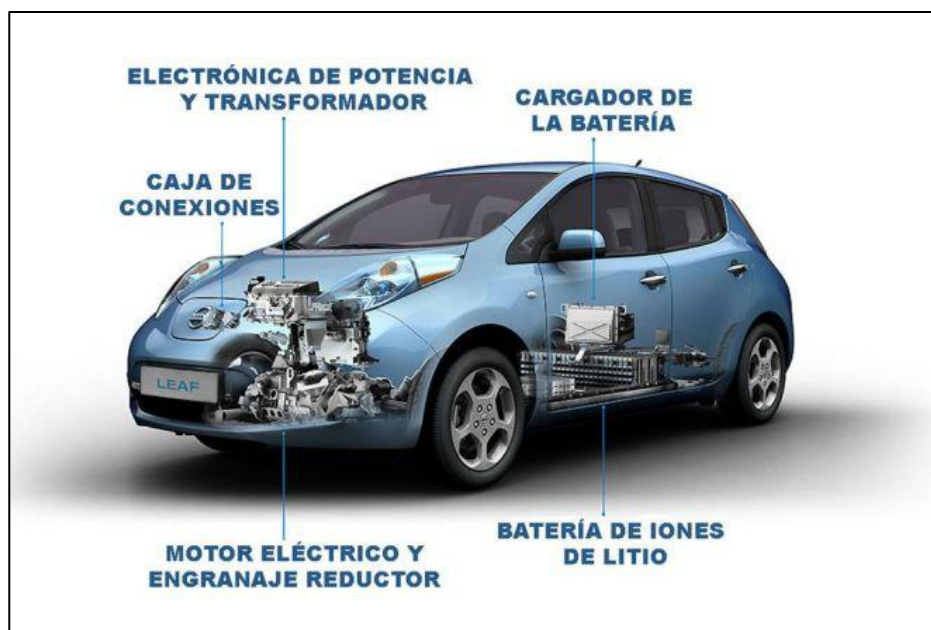 ELECTRÓNICA DE POTENCIA
Y TRANSFORMADOR
CARGADOR DE
LA BATERÍA
CAJA DE
CONEXIONES
LEAF
BATERÍA DE IONES
DE LITIO
MOTOR ELÉCTRICO Y
ENGRANAJE REDUCTOR